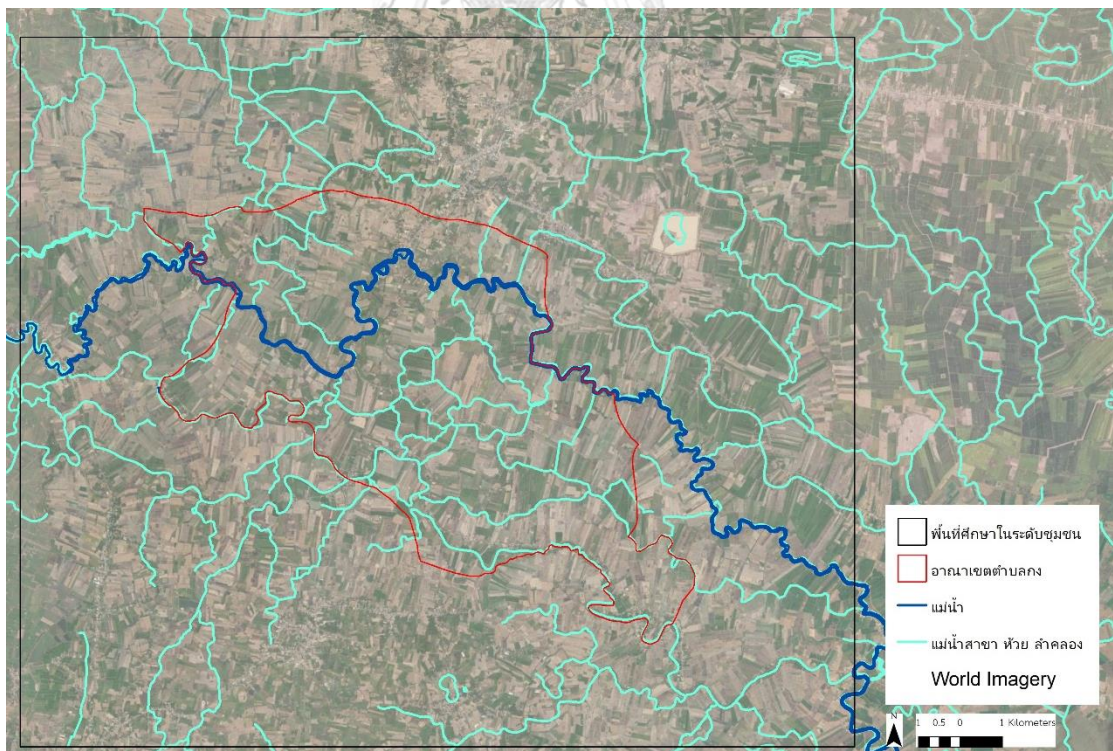 พื้นที่ศึกษาในระดับชุมชน
อาณาเขตตำบลกง
แม่น้ำ
แม่น้ำสาขา ห้วย ลำคลอง
World Imagery
N
1 0.5 0 1 Kilometers